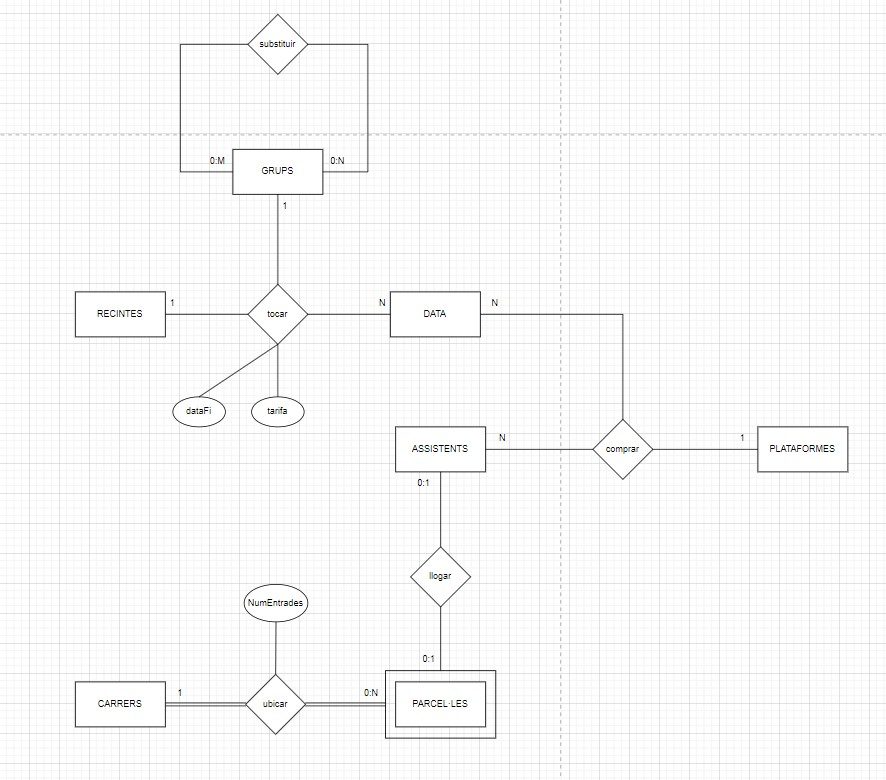 substituir
0:M
0:N
GRUPS
1
RECINTES
1
tocar
N
DATA
N
dataFi
tarifa
ASSISTENTS
N
comprar
1
PLATAFORMES
0:1
llogar
NumEntrades
0:1
CARRERS
1
ubicar
0:N
PARCEL·LES